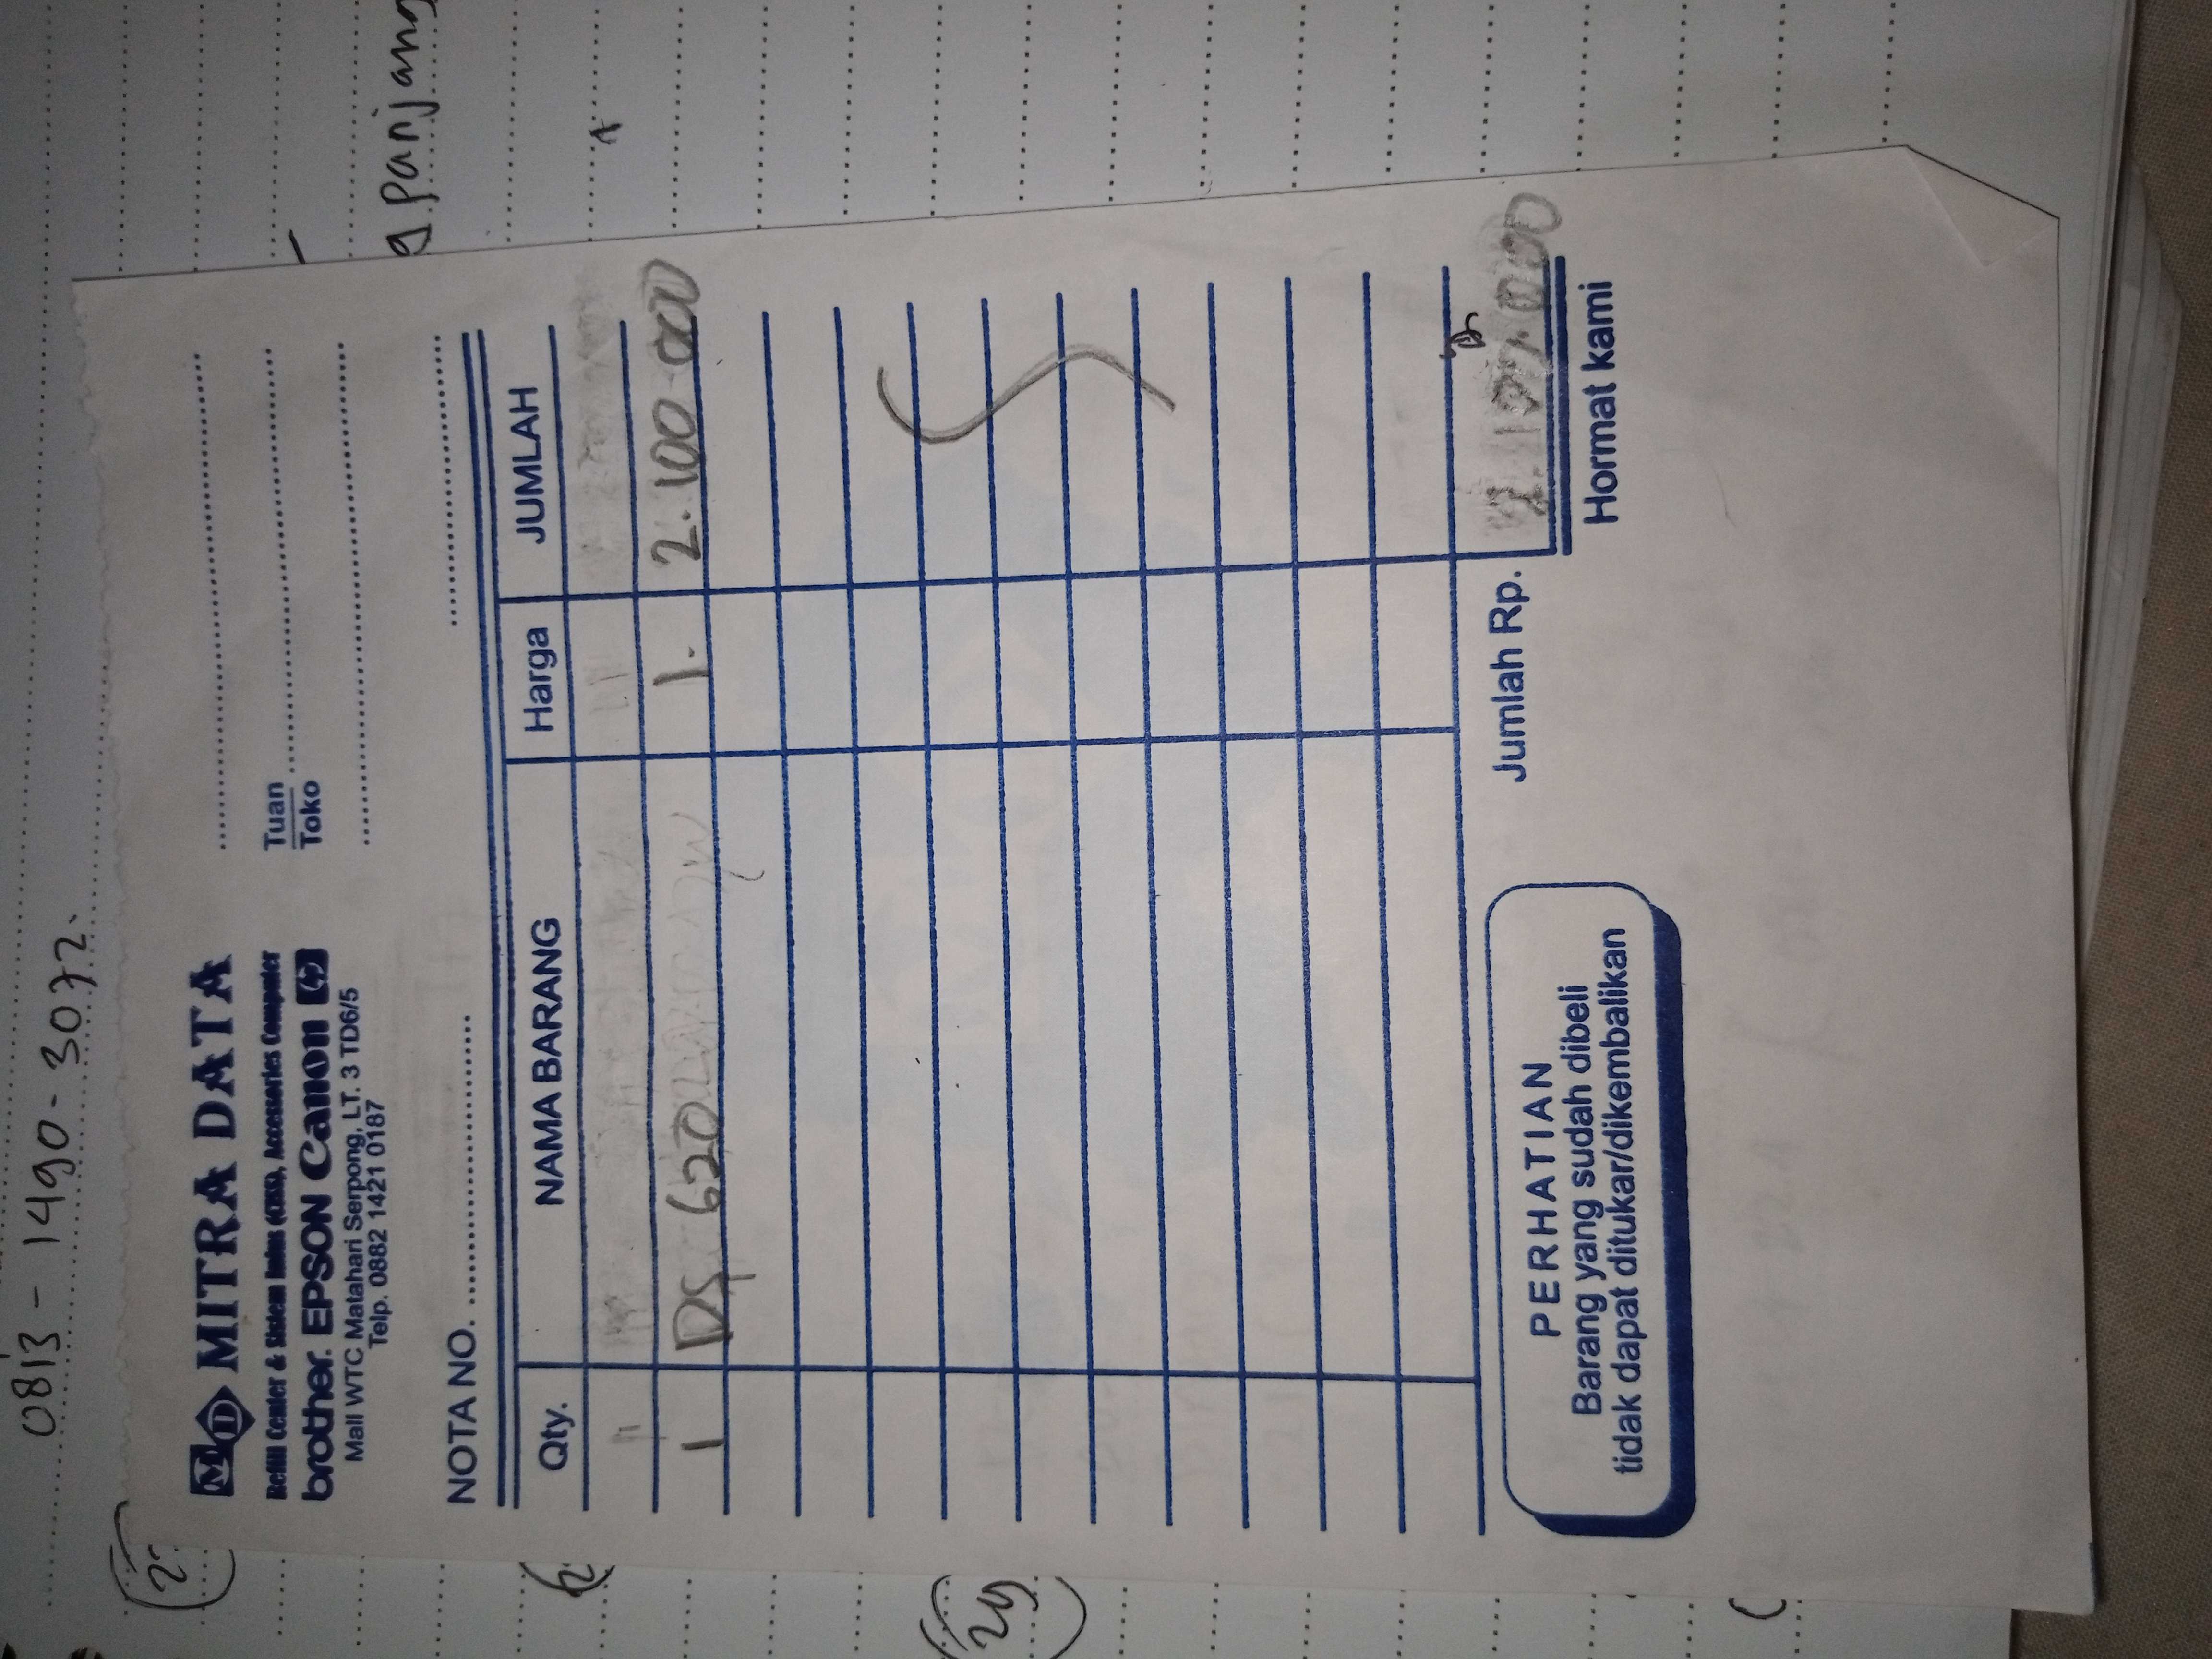 0813 - 1490 - 3072.
g panjang
MD MITRA DATA
Refill Center & Sistem Infus (CISS), Accessories Computer
brother. EPSON Canon hp
Mall WTC Matahari Serpong, LT. 3 TD6/5
Telp. 0882 1421 0187
Tuan
Toko
NOTA NO.
Qty. NAMA BARANG Harga JUMLAH
1 DS 620 1. 2.100.000
Jumlah Rp.
PERHATIAN
Barang yang sudah dibeli
tidak dapat ditukar/dikembalikan
Hormat kami
29